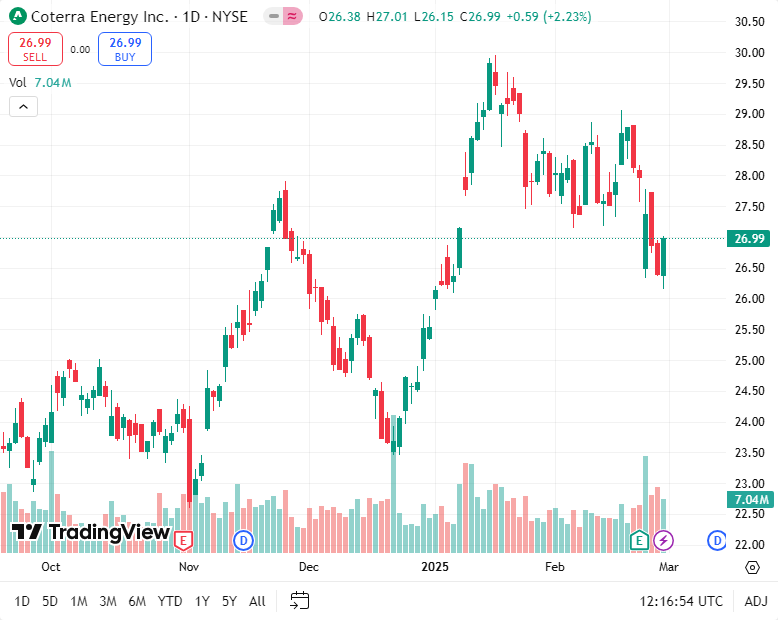 Coterra Energy Inc. · 1D · NYSE O26.38 H27.01 L26.15 C26.99 +0.59 (+2.23%)
26.99 SELL 0.00 26.99 BUY
Vol 7.04M
30.50
30.00
29.50
29.00
28.50
28.00
27.50
26.99
26.50
26.00
25.50
25.00
24.50
24.00
23.50
23.00
7.04M
22.50
22.00
TradingView
E D E D
Oct Nov Dec 2025 Feb Mar
1D 5D 1M 3M 6M YTD 1Y 5Y All 12:16:54 UTC ADJ